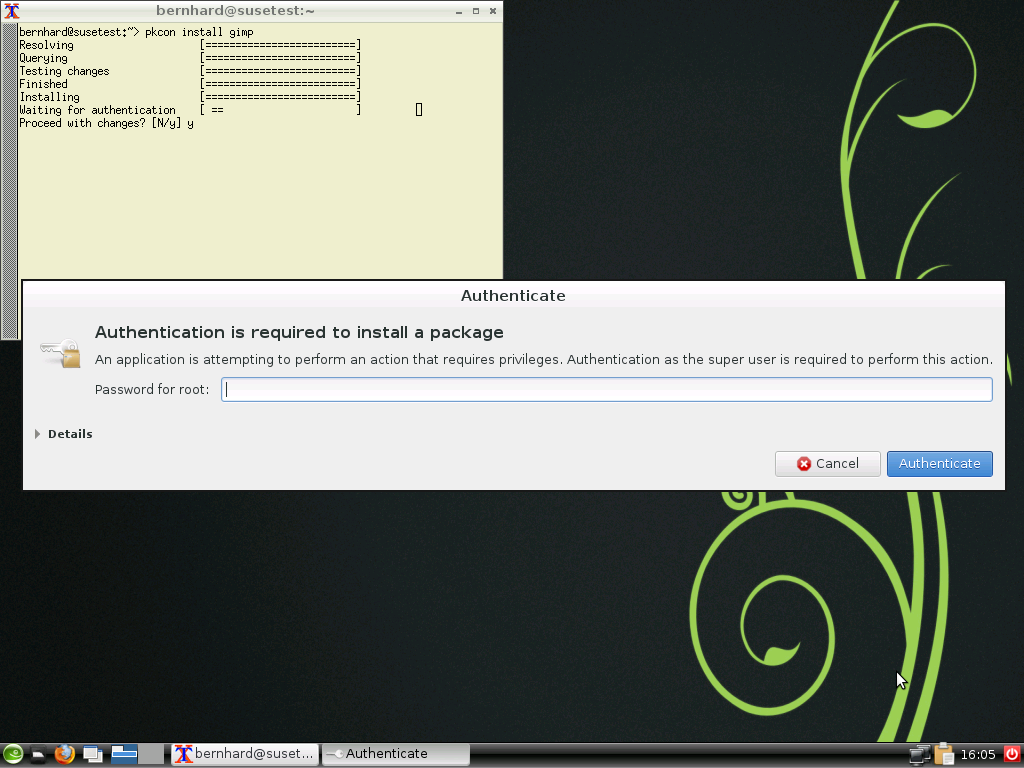 bernhard@susetest:~
bernhard@susetest:~> pkcon install gimp
Resolving [=========================]
Querying [=========================]
Testing changes [=========================]
Finished [=========================]
Installing [=========================]
Waiting for authentication [ == ]
Proceed with changes? [N/y] y
Authenticate
Authentication is required to install a package
An application is attempting to perform an action that requires privileges. Authentication as the super user is required to perform this action.
Password for root:
Details
Cancel Authenticate
bernhard@suset... Authenticate 16:05